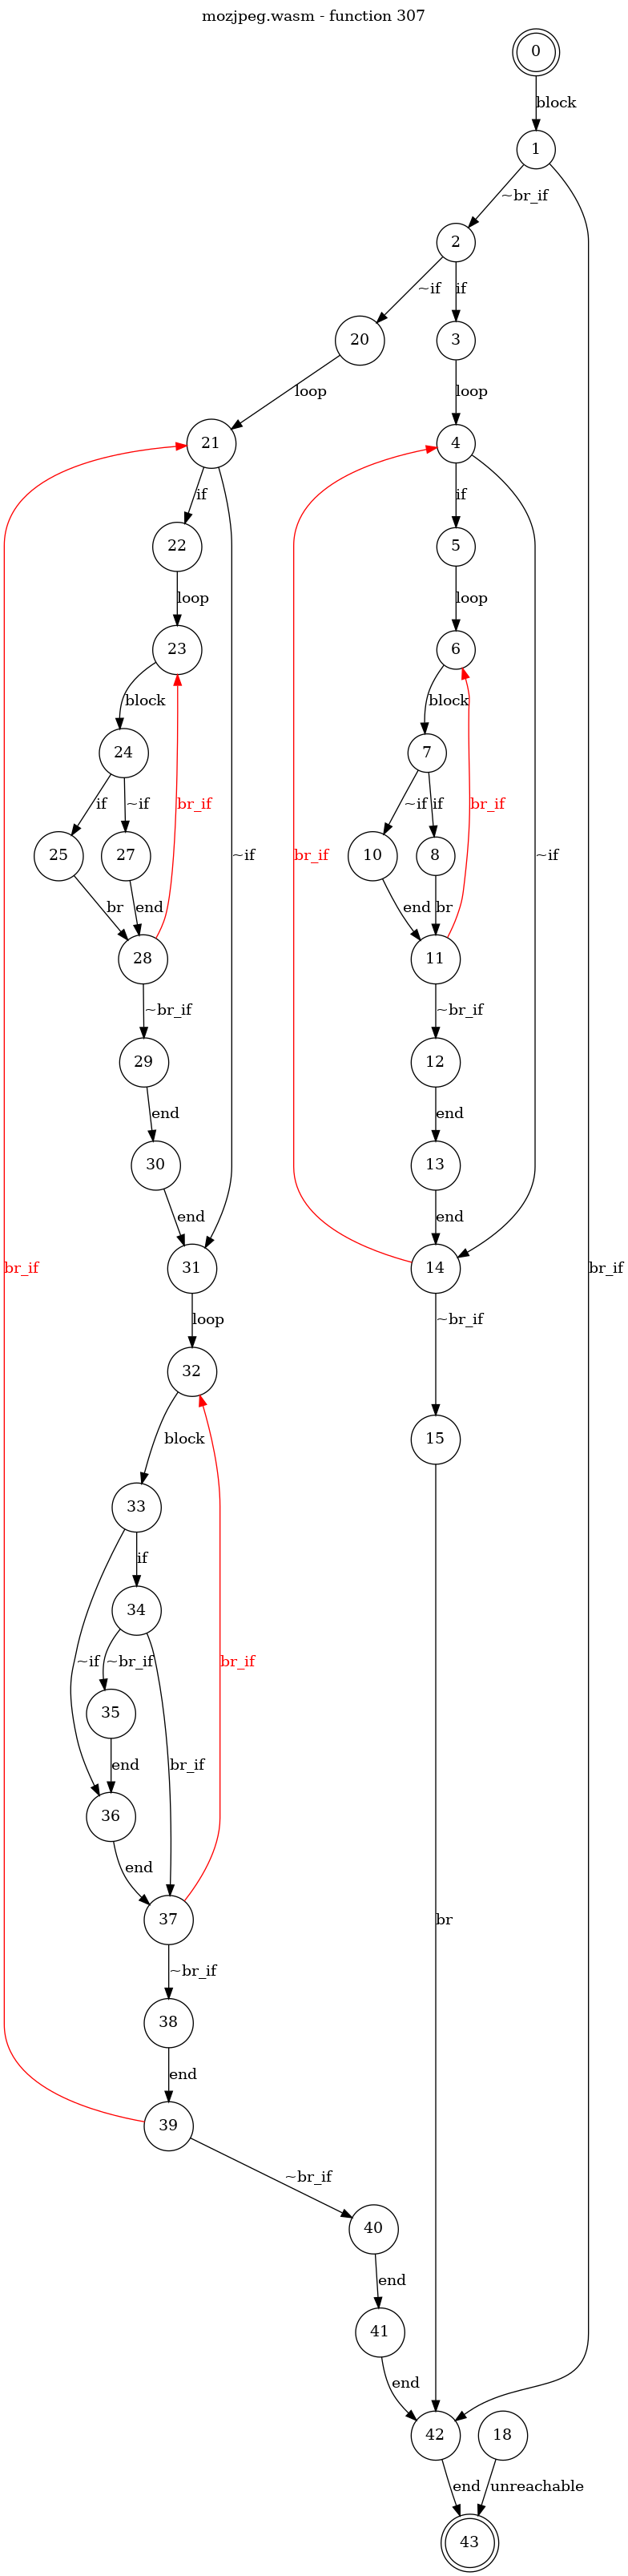 mozjpeg.wasm - function 307
0
block
1
~br_if
2
~if
if
20
3
loop
loop
21
4
if
if
22
5
loop
loop
23
6
block
block
24
7
if
~if
br_if
~if
if
br_if
br_if
~if
~if
25
27
10
8
br
end
end
br
28
11
~br_if
~br_if
29
12
end
end
30
13
end
end
br_if
31
14
br_if
loop
~br_if
32
15
block
33
if
34
~if
~br_if
br_if
35
end
br_if
36
end
37
br
~br_if
38
end
39
~br_if
40
end
41
end
42
18
end
unreachable
43